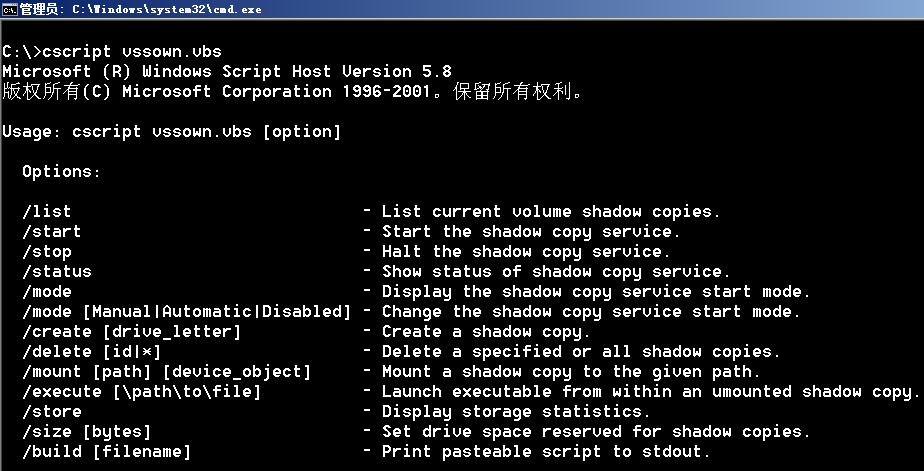 管理员: C:\Windows\system32\cmd.exe
C:\>cscript vssown.vbs
Microsoft (R) Windows Script Host Version 5.8
版权所有(C) Microsoft Corporation 1996-2001。保留所有权利。
Usage: cscript vssown.vbs [option]
Options:
/list - List current volume shadow copies.
/start - Start the shadow copy service.
/stop - Halt the shadow copy service.
/status - Show status of shadow copy service.
/mode - Display the shadow copy service start mode.
/mode [Manual|Automatic|Disabled] - Change the shadow copy service start mode.
/create [drive_letter] - Create a shadow copy.
/delete [id|*] - Delete a specified or all shadow copies.
/mount [path] [device_object] - Mount a shadow copy to the given path.
/execute [\path\to\file] - Launch executable from within an umounted shadow copy.
/store - Display storage statistics.
/size [bytes] - Set drive space reserved for shadow copies.
/build [filename] - Print pasteable script to stdout.